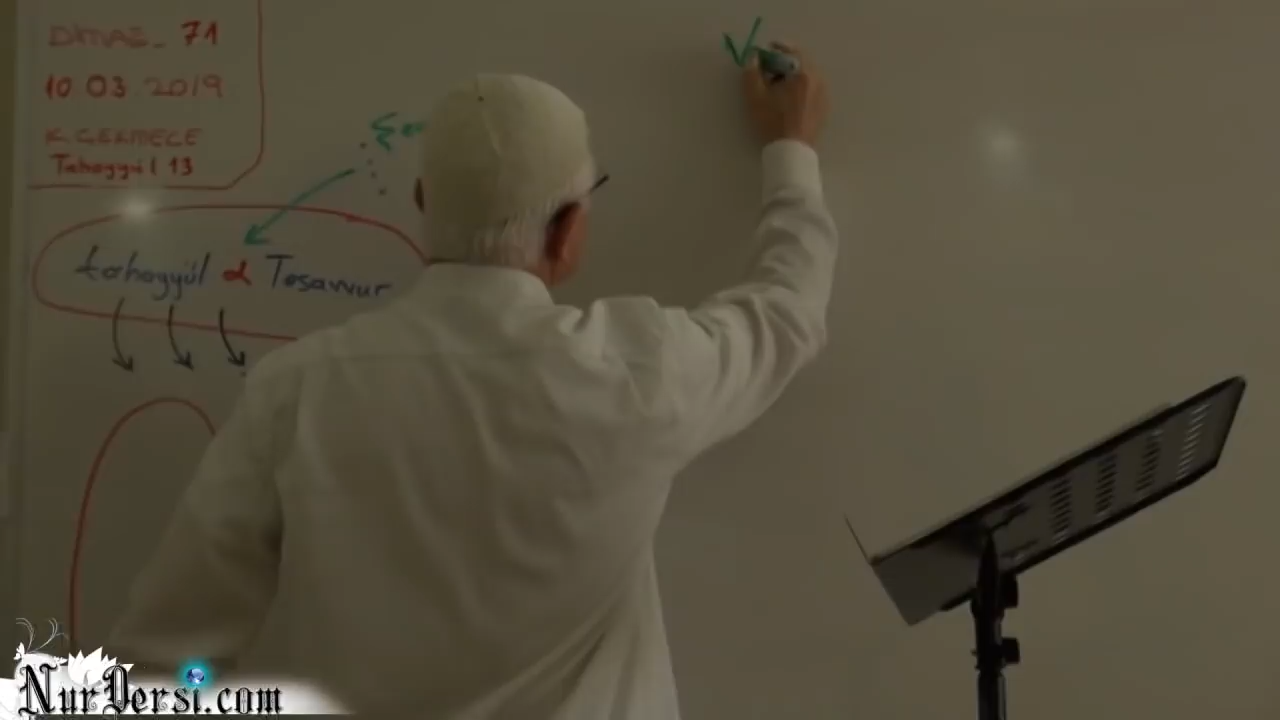 DİMAS_71
10 03 2019
K.ÇEKMECE
Tahayyül 13
tahayyül & Tasavvur
NurDersi.com